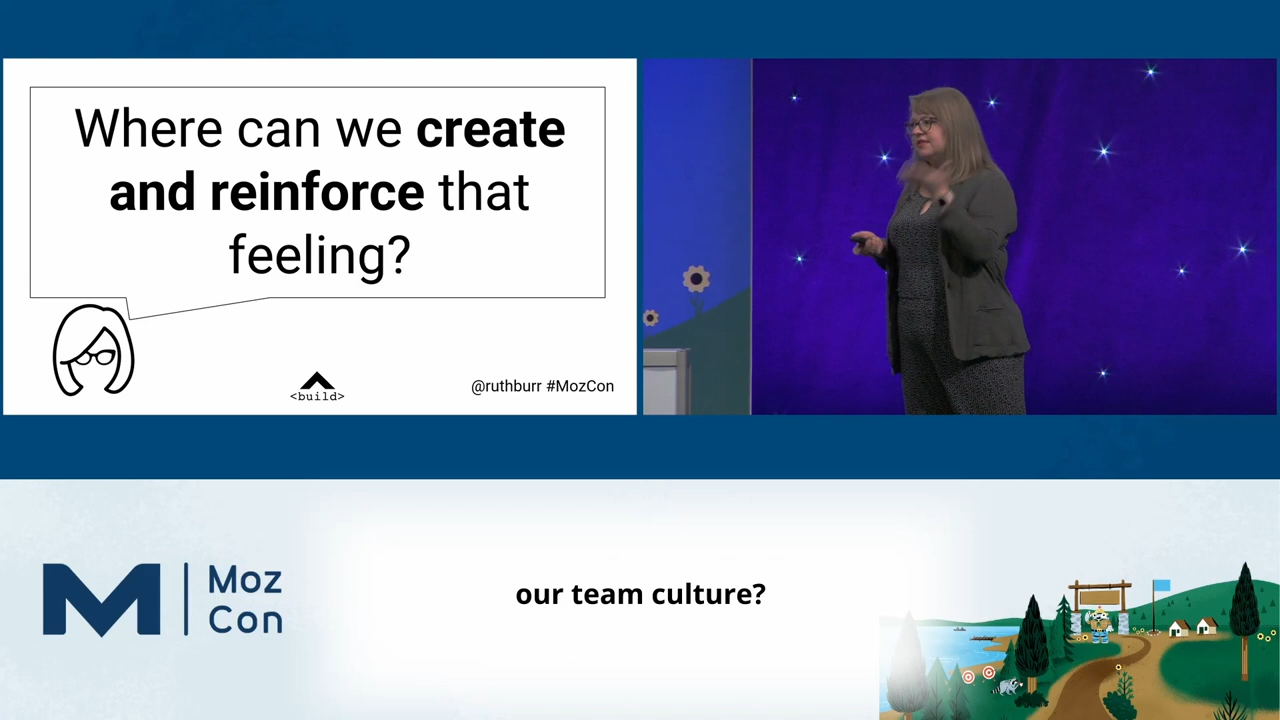 Where can we create
and reinforce that
feeling?
<build>
@ruthburr #MozCon
Moz
Con
our team culture?